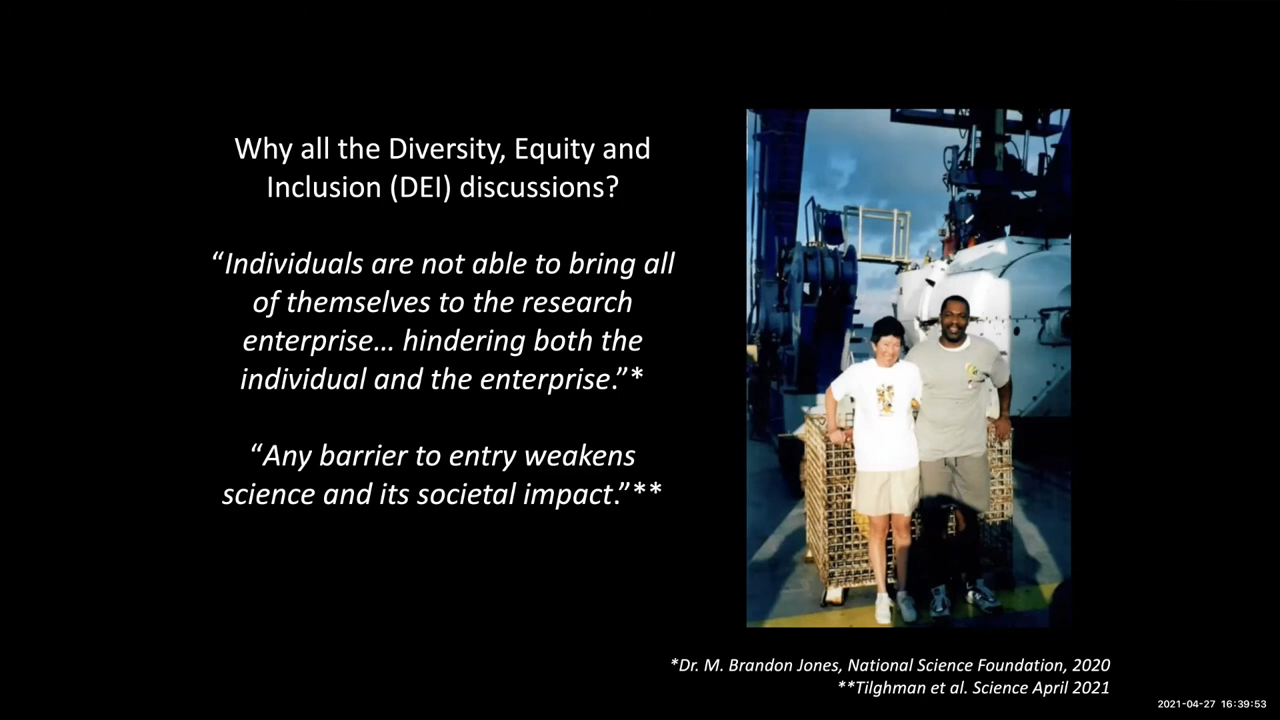 Why all the Diversity, Equity and
Inclusion (DEI) discussions?
“Individuals are not able to bring all
of themselves to the research
enterprise… hindering both the
individual and the enterprise.”*
“Any barrier to entry weakens
science and its societal impact.”**
*Dr. M. Brandon Jones, National Science Foundation, 2020
**Tilghman et al. Science April 2021
2021-04-27 16:39:53